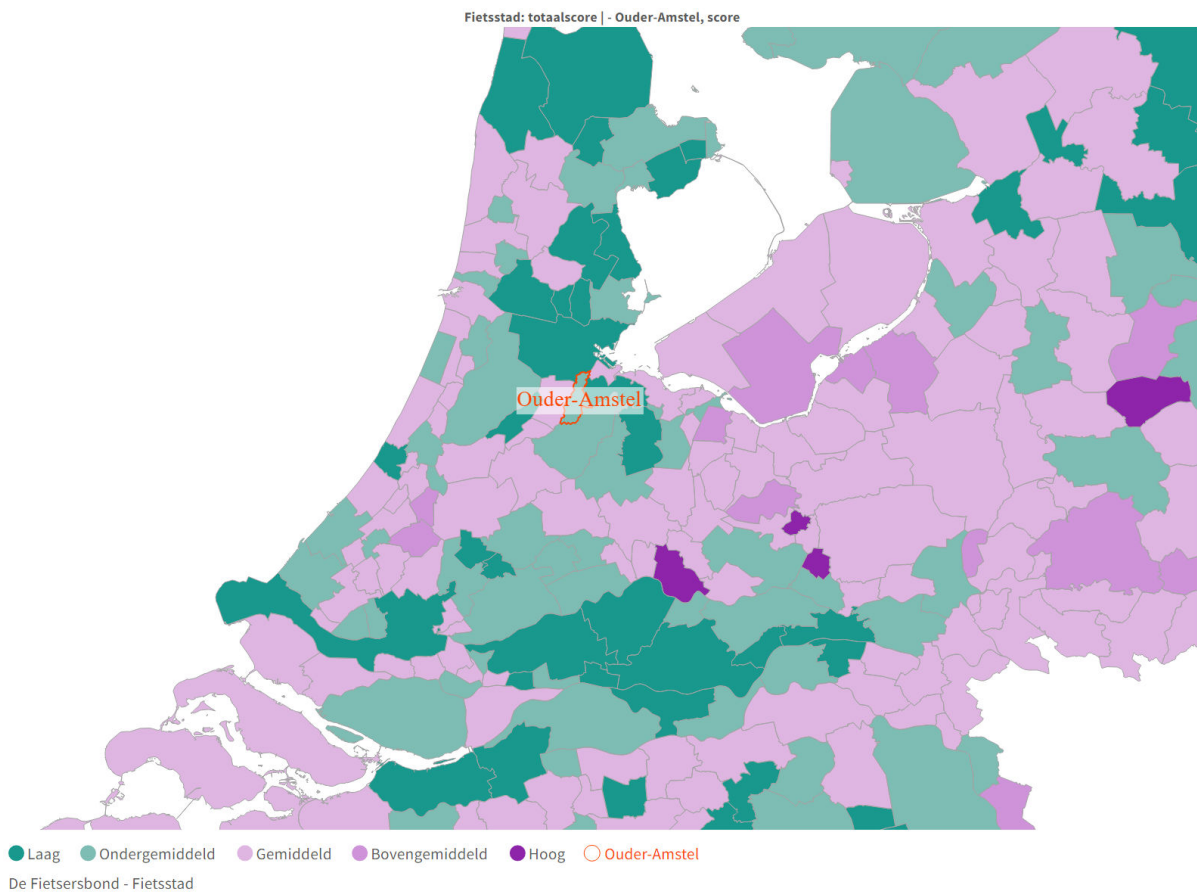 Fietsstad: totaalscore | - Ouder-Amstel, score
Ouder-Amstel
Laag Ondergemiddeld Gemiddeld Bovengemiddeld Hoog Ouder-Amstel
De Fietsersbond - Fietsstad